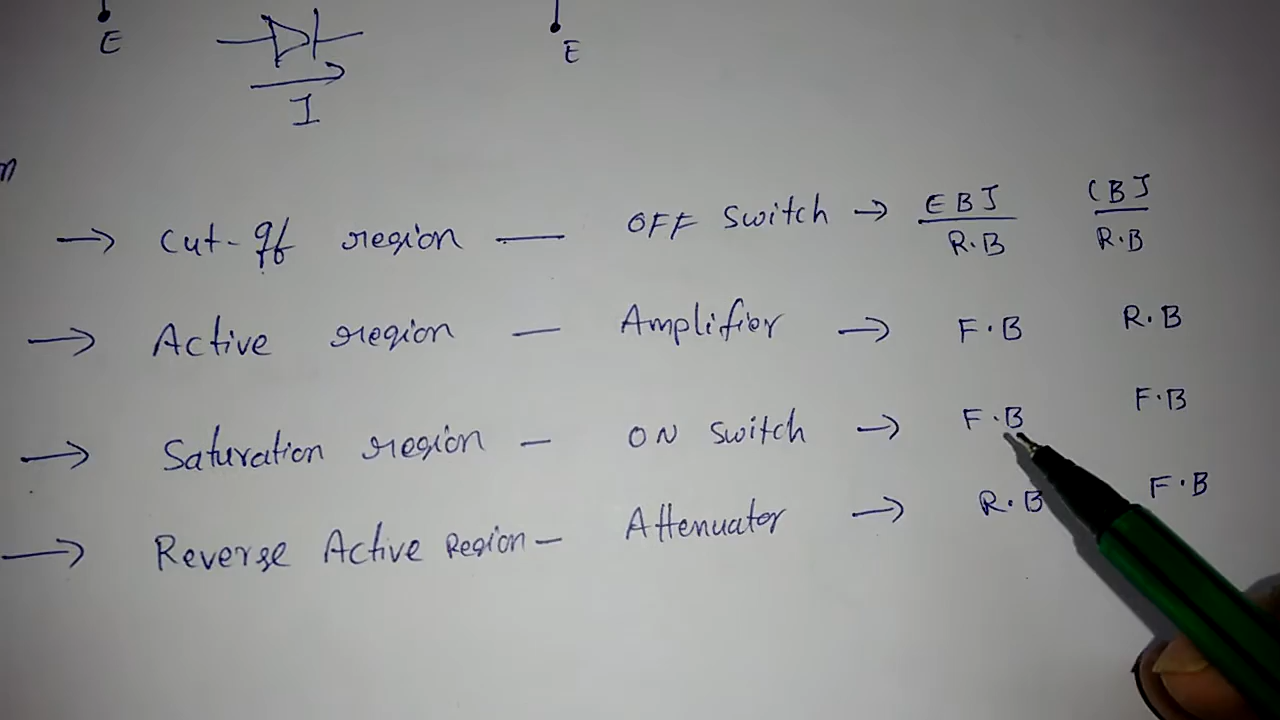 E
E
I
n
→ Cut-off region — OFF Switch → EBJ CBJ
R.B R.B
→ Active region — Amplifier → F.B R.B
→ Saturation region — ON Switch → F.B F.B
→ Reverse Active Region — Attenuator → R.B F.B